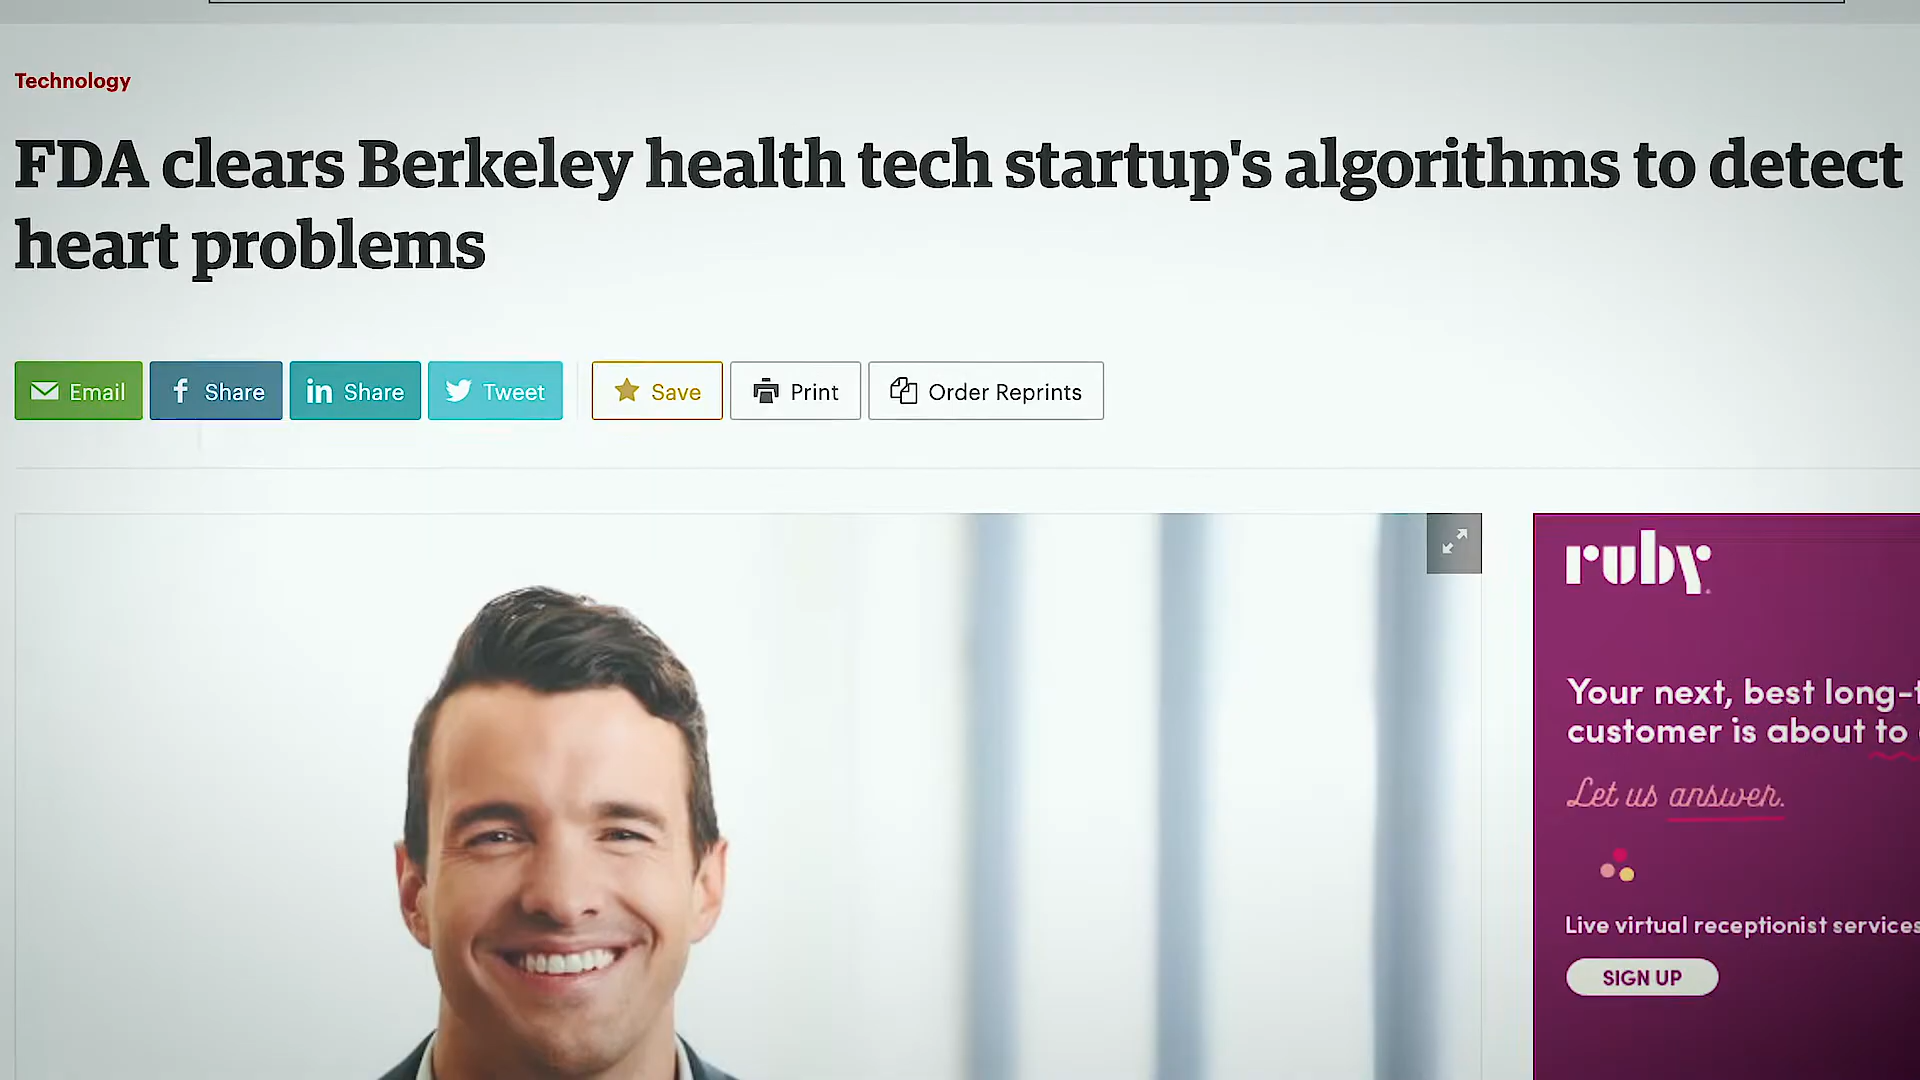 Technology
FDA clears Berkeley health tech startup's algorithms to detect
heart problems
Email
Share
Share
Tweet
Save
Print
Order Reprints
ruby
Your next, best long-
customer is about to
Let us answer.
Live virtual receptionist services
SIGN UP